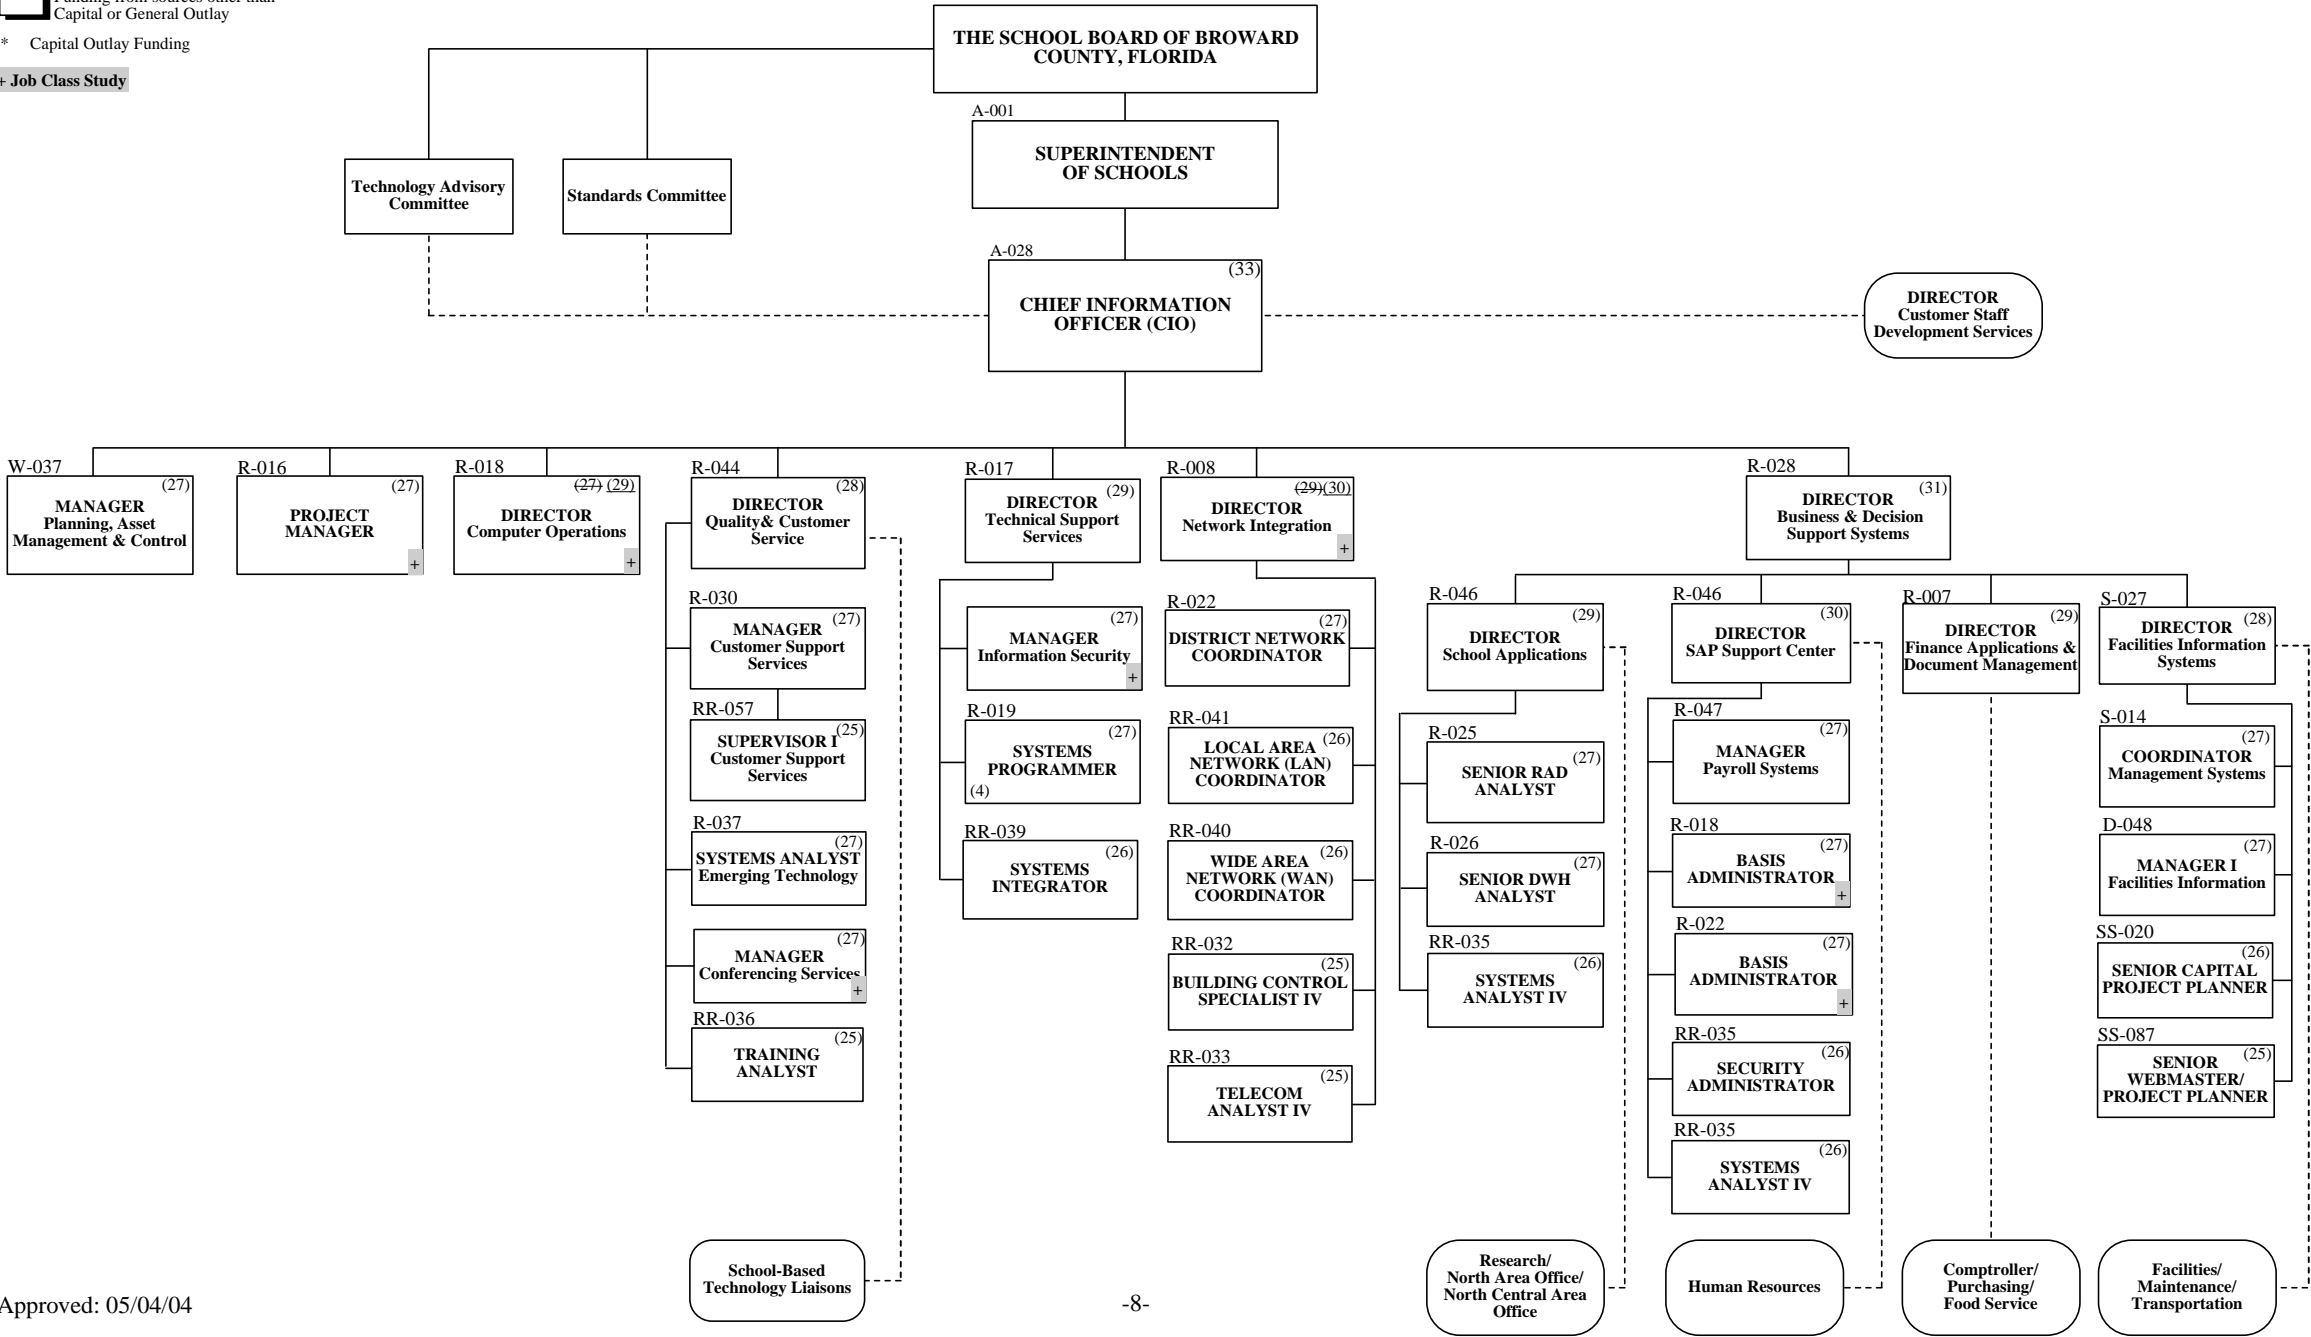 Capital or General Outlay
* Capital Outlay Funding
+ Job Class Study
THE SCHOOL BOARD OF BROWARD
COUNTY, FLORIDA
A-001
SUPERINTENDENT
OF SCHOOLS
Technology Advisory
Committee
Standards Committee
A-028
(33)
CHIEF INFORMATION
OFFICER (CIO)
DIRECTOR
Customer Staff
Development Services
W-037
(27)
MANAGER
Planning, Asset
Management & Control
R-016
(27)
PROJECT
MANAGER
+
R-018
(27) (29)
DIRECTOR
Computer Operations
+
R-044
(28)
DIRECTOR
Quality& Customer
Service
R-030
(27)
MANAGER
Customer Support
Services
RR-057
(25)
SUPERVISOR I
Customer Support
Services
R-037
(27)
SYSTEMS ANALYST
Emerging Technology
(27)
MANAGER
Conferencing Services
+
RR-036
(25)
TRAINING
ANALYST
School-Based
Technology Liaisons
R-017
(29)
DIRECTOR
Technical Support
Services
(27)
MANAGER
Information Security
+
R-019
(27)
SYSTEMS
PROGRAMMER
(4)
RR-039
(26)
SYSTEMS
INTEGRATOR
R-008
(29)(30)
DIRECTOR
Network Integration
+
R-022
(27)
DISTRICT NETWORK
COORDINATOR
RR-041
(26)
LOCAL AREA
NETWORK (LAN)
COORDINATOR
RR-040
(26)
WIDE AREA
NETWORK (WAN)
COORDINATOR
RR-032
(25)
BUILDING CONTROL
SPECIALIST IV
RR-033
(25)
TELECOM
ANALYST IV
R-028
(31)
DIRECTOR
Business & Decision
Support Systems
R-046
(29)
DIRECTOR
School Applications
R-025
(27)
SENIOR RAD
ANALYST
R-026
(27)
SENIOR DWH
ANALYST
RR-035
(26)
SYSTEMS
ANALYST IV
Research/
North Area Office/
North Central Area
Office
R-046
(30)
DIRECTOR
SAP Support Center
R-047
(27)
MANAGER
Payroll Systems
R-018
(27)
BASIS
ADMINISTRATOR
+
R-022
(27)
BASIS
ADMINISTRATOR
+
RR-035
(26)
SECURITY
ADMINISTRATOR
RR-035
(26)
SYSTEMS
ANALYST IV
Human Resources
R-007
(29)
DIRECTOR
Finance Applications &
Document Management
Comptroller/
Purchasing/
Food Service
S-027
(28)
DIRECTOR
Facilities Information
Systems
S-014
(27)
COORDINATOR
Management Systems
D-048
(27)
MANAGER I
Facilities Information
SS-020
(26)
SENIOR CAPITAL
PROJECT PLANNER
SS-087
(25)
SENIOR
WEBMASTER/
PROJECT PLANNER
Facilities/
Maintenance/
Transportation
Approved: 05/04/04
-8-